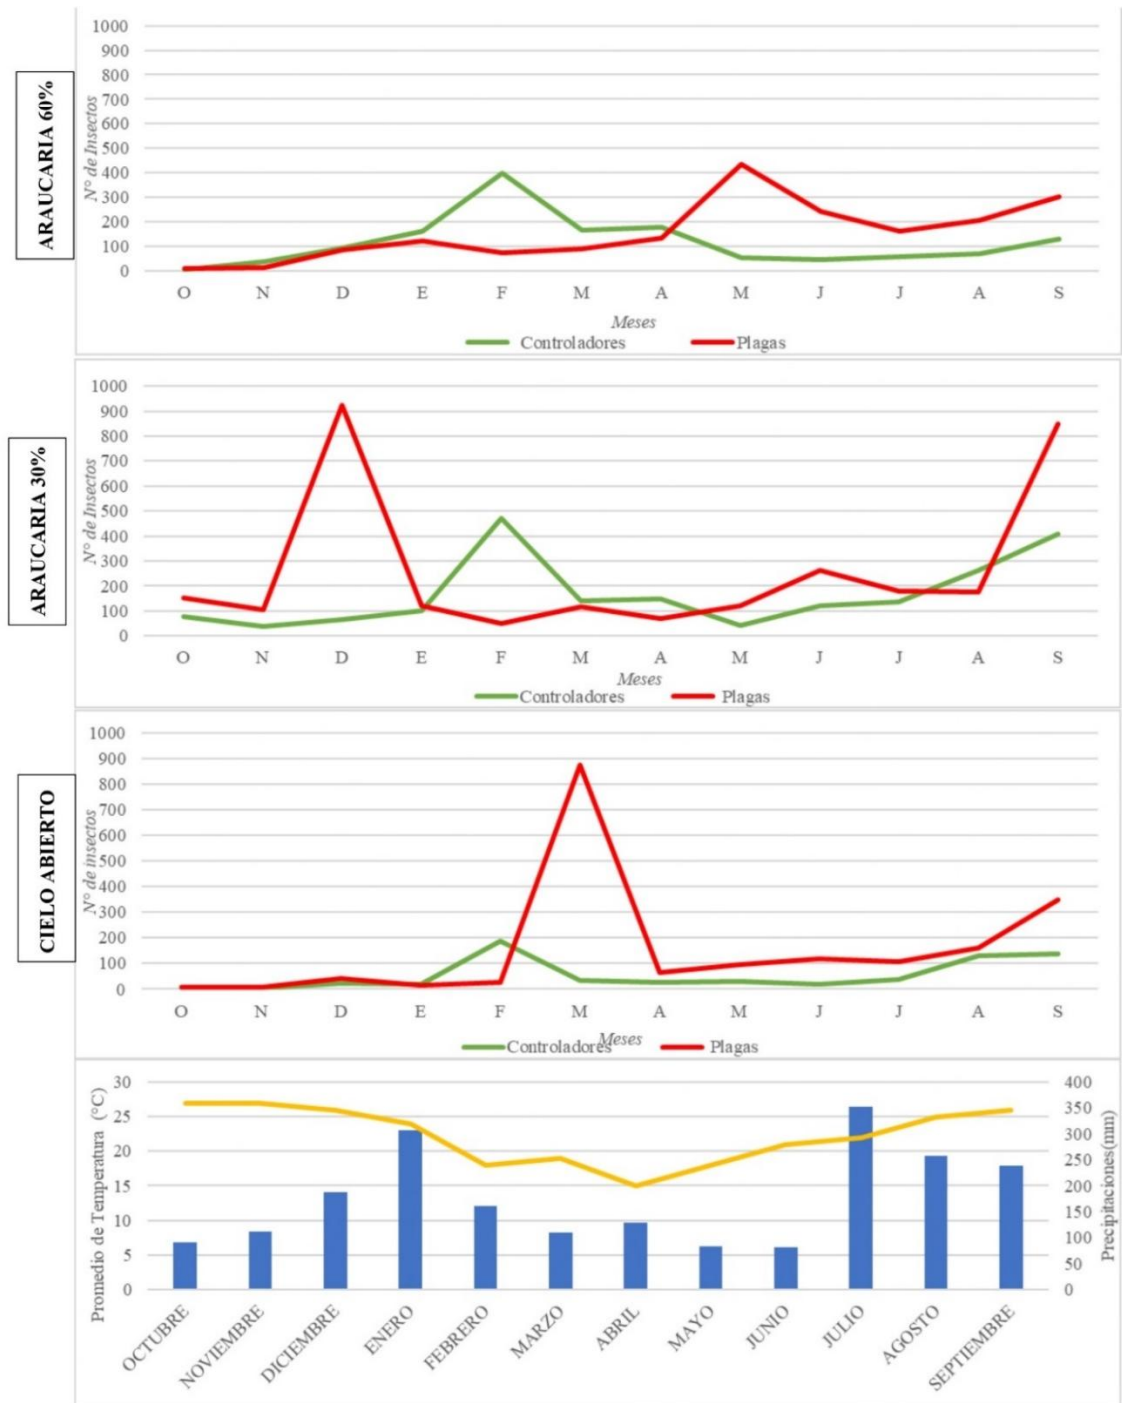 ARAUCARIA 60%
N° de Insectos
1000
900
800
700
600
500
400
300
200
100
0
O N D E F M A M J J A S
Meses
Controladores Plagas
ARAUCARIA 30%
N° de Insectos
1000
900
800
700
600
500
400
300
200
100
0
O N D E F M A M J J A S
Meses
Controladores Plagas
CIELO ABIERTO
N° de insectos
1000
900
800
700
600
500
400
300
200
100
0
O N D E F M A M J J A S
Meses
Controladores Plagas
Promedio de Temperatura (°C)
30
25
20
15
10
5
0
400
350
300
250
200
150
100
50
0
Precipitaciones(mm)
OCTUBRE NOVIEMBRE DICIEMBRE ENERO FEBRERO MARZO ABRIL MAYO JUNIO JULIO AGOSTO SEPTIEMBRE